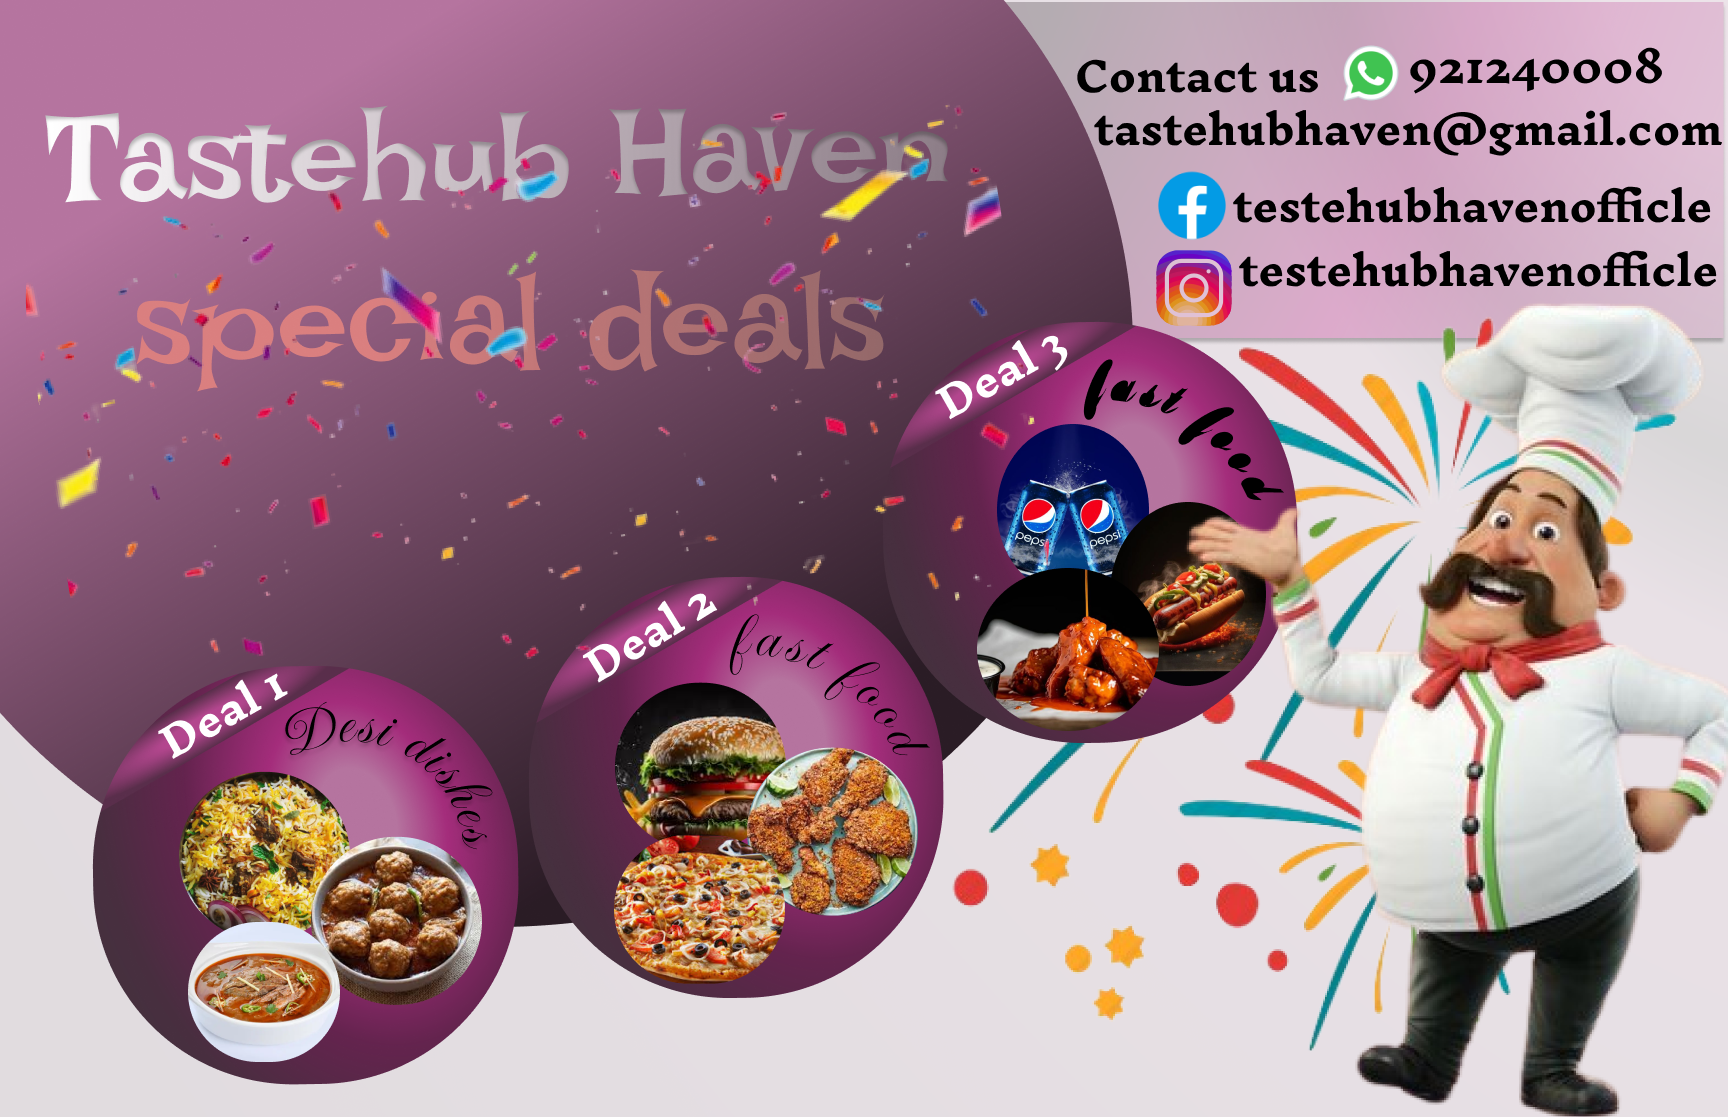 Tastehub Haven
special deals
Contact us 921240008
tastehubhaven@gmail.com
testehubhavenofficle
testehubhavenofficle
Deal 3
fast food
pepsi pepsi
Deal 2
fast food
Deal 1
Desi dishes